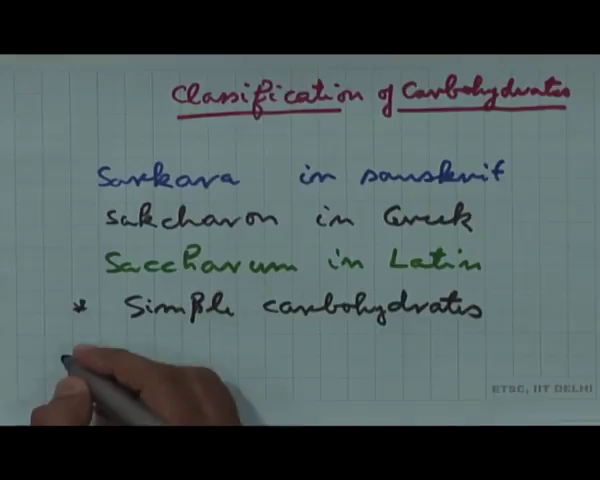 Classification of Carbohydrates
Sarkara in sanskrit
sakcharon in Greek
Saccharum in Latin
* Simple carbohydrates
ETSC, IIT DELHI